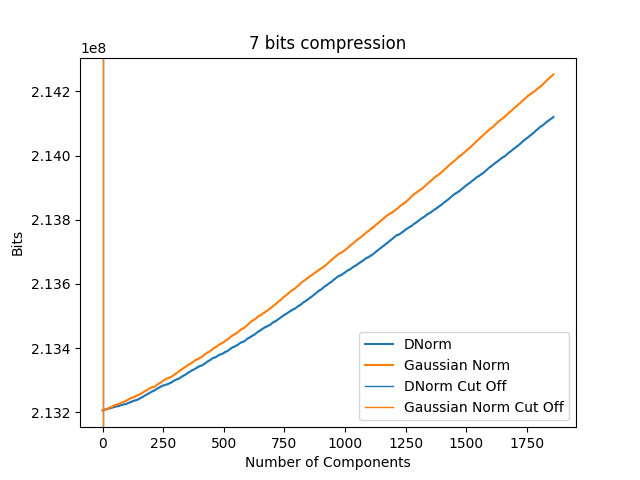 7 bits compression
1e8
2.142
2.140
2.138
2.136
2.134
2.132
Bits
0 250 500 750 1000 1250 1500 1750
Number of Components
DNorm
Gaussian Norm
DNorm Cut Off
Gaussian Norm Cut Off